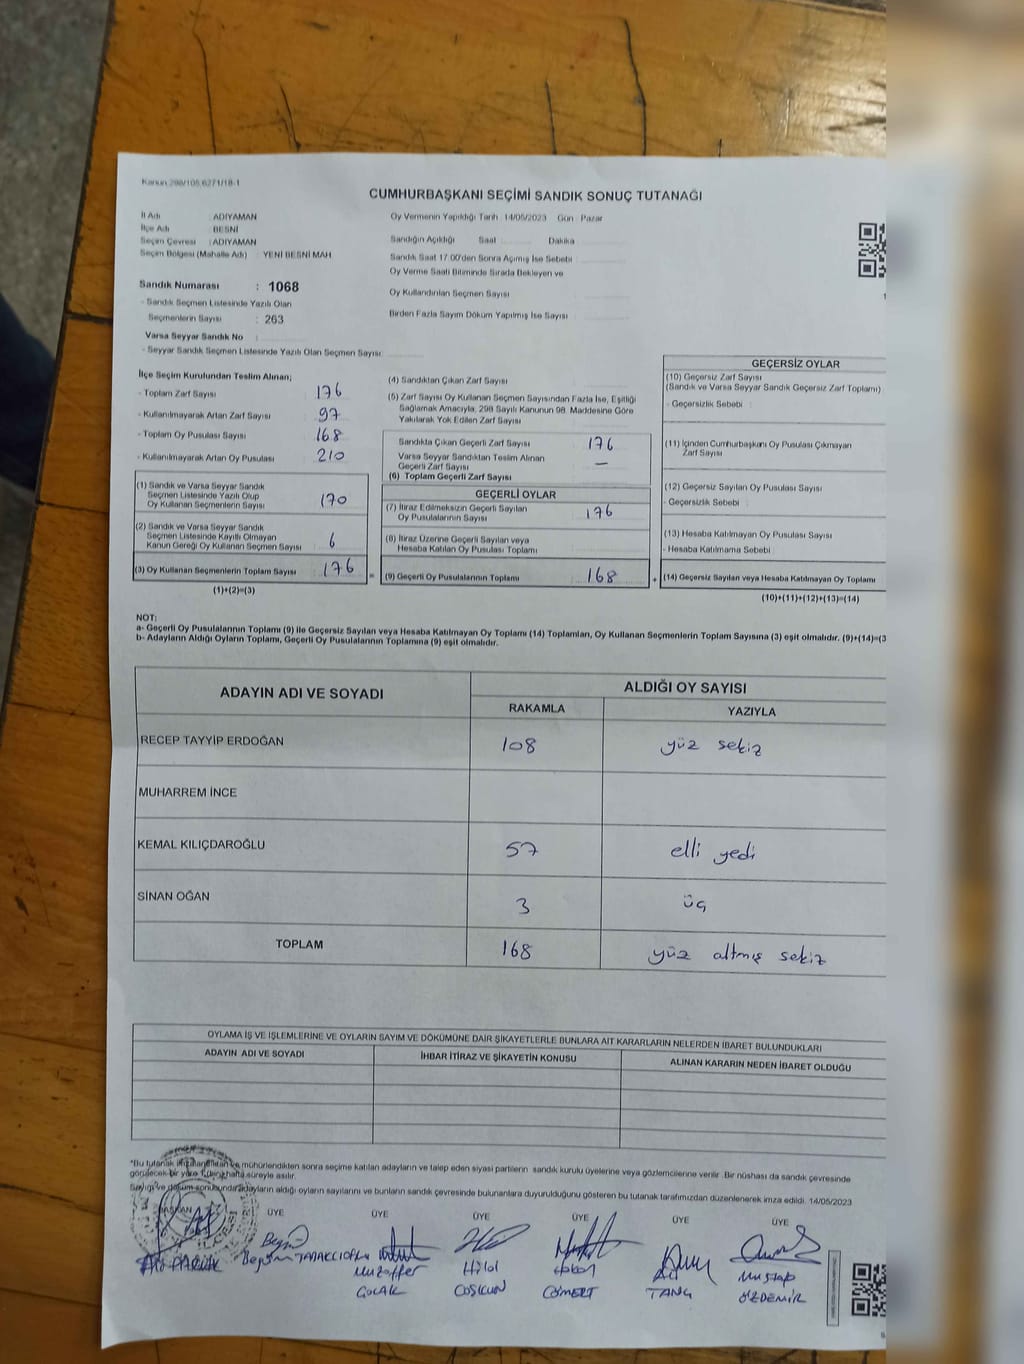 Kanun 298/105,6271/18-1
CUMHURBAŞKANI SEÇİMİ SANDIK SONUÇ TUTANAĞI
İl Adı : ADIYAMAN
İlçe Adı : BESNİ
Seçim Çevresi : ADIYAMAN
Seçim Bölgesi (Mahalle Adı) : YENİ BESNİ MAH.
Sandık Numarası : 1068
- Sandık Seçmen Listesinde Yazılı Olan
Seçmenlerin Sayısı : 263
Varsa Seyyar Sandık No :
- Seyyar Sandık Seçmen Listesinde Yazılı Olan Seçmen Sayısı:
Oy Vermenin Yapıldığı Tarih : 14/05/2023 Gün : Pazar
Sandığın Açıldığı Saat Dakika
Sandık Saat 17.00'den Sonra Açımış İse Sebebi :
Oy Verme Saati Bitiminde Sırada Bekleyen ve
Oy Kullandırılan Seçmen Sayısı
Birden Fazla Sayım Döküm Yapılmış İse Sayısı :
İlçe Seçim Kurulundan Teslim Alınan;
- Toplam Zarf Sayısı : 176
- Kullanılmayarak Artan Zarf Sayısı : 97
- Toplam Oy Pusulası Sayısı : 168
- Kullanılmayarak Artan Oy Pusulası : 210
(1) Sandık ve Varsa Seyyar Sandık
Seçmen Listesinde Yazılı Olup
Oy Kullanan Seçmenlerin Sayısı : 170
(2) Sandık ve Varsa Seyyar Sandık
Seçmen Listesinde Kayıtlı Olmayan
Kanun Gereği Oy Kullanan Seçmen Sayısı : 6
(3) Oy Kullanan Seçmenlerin Toplam Sayısı : 176
(1)+(2)=(3)
(4) Sandıktan Çıkan Zarf Sayısı :
(5) Zarf Sayısı Oy Kullanan Seçmen Sayısından Fazla İse, Eşitliği
Sağlamak Amacıyla, 298 Sayılı Kanunun 98. Maddesine Göre
Yakılarak Yok Edilen Zarf Sayısı :
Sandıkta Çıkan Geçerli Zarf Sayısı : 176
Varsa Seyyar Sandıktan Teslim Alınan
Geçerli Zarf Sayısı : —
(6) Toplam Geçerli Zarf Sayısı :
GEÇERLİ OYLAR
(7) İtiraz Edilmeksizin Geçerli Sayılan
Oy Pusulalarının Sayısı : 176
(8) İtiraz Üzerine Geçerli Sayılan veya
Hesaba Katılan Oy Pusulası Toplamı :
= (9) Geçerli Oy Pusulalarının Toplamı : 168 +
GEÇERSİZ OYLAR
(10) Geçersiz Zarf Sayısı
(Sandık ve Varsa Seyyar Sandık Geçersiz Zarf Toplamı)
- Geçersizlik Sebebi :
(11) İçinden Cumhurbaşkanı Oy Pusulası Çıkmayan
Zarf Sayısı
(12) Geçersiz Sayılan Oy Pusulası Sayısı
- Geçersizlik Sebebi :
(13) Hesaba Katılmayan Oy Pusulası Sayısı
- Hesaba Katılmama Sebebi :
(14) Geçersiz Sayılan veya Hesaba Katılmayan Oy Toplamı
(10)+(11)+(12)+(13)=(14)
NOT:
a- Geçerli Oy Pusulalarının Toplamı (9) ile Geçersiz Sayılan veya Hesaba Katılmayan Oy Toplamı (14) Toplamları, Oy Kullanan Seçmenlerin Toplam Sayısına (3) eşit olmalıdır. (9)+(14)=(3
b- Adayların Aldığı Oyların Toplamı, Geçerli Oy Pusulalarının Toplamına (9) eşit olmalıdır.
ADAYIN ADI VE SOYADI
ALDIĞI OY SAYISI
RAKAMLA YAZIYLA
RECEP TAYYİP ERDOĞAN 108 yüz sekiz
MUHARREM İNCE
KEMAL KILIÇDAROĞLU 57 elli yedi
SİNAN OĞAN 3 üç
TOPLAM 168 yüz altmış sekiz
OYLAMA İŞ VE İŞLEMLERİNE VE OYLARIN SAYIM VE DÖKÜMÜNE DAİR ŞİKAYETLERLE BUNLARA AİT KARARLARIN NELERDEN İBARET BULUNDUKLARI
ADAYIN ADI VE SOYADI İHBAR İTİRAZ VE ŞİKAYETİN KONUSU ALINAN KARARIN NEDEN İBARET OLDUĞU
*Bu tutanak ve mühürlendikten sonra seçime katılan adayların ve talep eden siyasi partilerin sandık kurulu üyelerine veya gözlemcilerine verilir. Bir nüshası da sandık çevresinde
görülecek bir yere 1 (bir) hafta süreyle asılır.
adayların aldığı oyların sayılarını ve bunların sandık çevresinde bulunanlara duyurulduğunu gösteren bu tutanak tarafımızdan düzenlenerek imza edildi. 14/05/2023
BAŞKAN ÜYE ÜYE ÜYE ÜYE ÜYE ÜYE
Muzaffer Hilal Hakan Ali Mustafa
COŞKUN CÖMERT TANÇ ÖZDEMİR